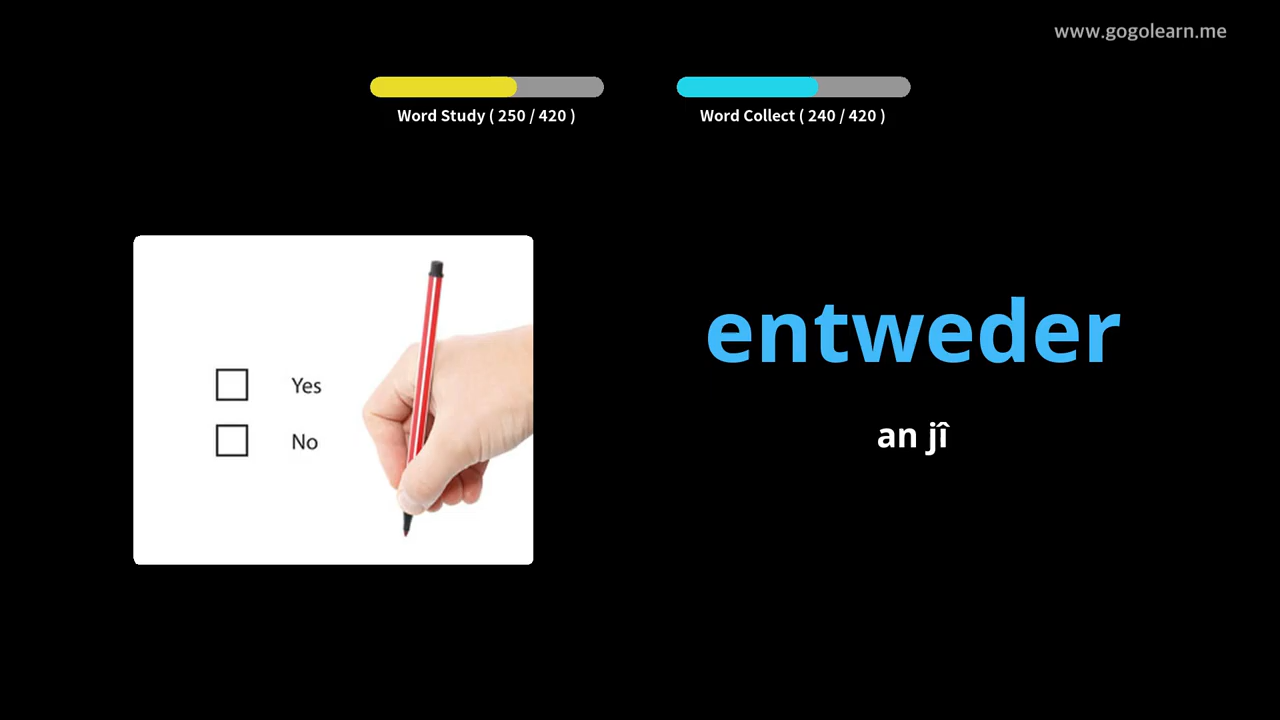 www.gogolearn.me
Word Study ( 250 / 420 )
Word Collect ( 240 / 420 )
Yes
No
entweder
an jî